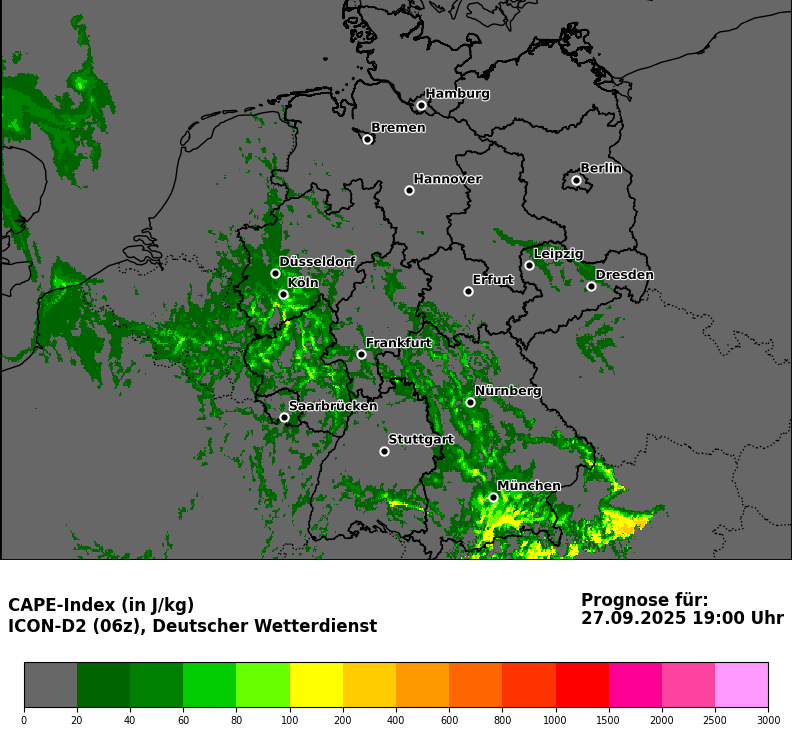 Hamburg
Bremen
Berlin
Hannover
Leipzig
Düsseldorf
Dresden
Erfurt
Köln
Frankfurt
Nürnberg
Saarbrücken
Stuttgart
München
CAPE-Index (in J/kg)
ICON-D2 (06z), Deutscher Wetterdienst
Prognose für:
27.09.2025 19:00 Uhr
0 20 40 60 80 100 200 400 600 800 1000 1500 2000 2500 3000